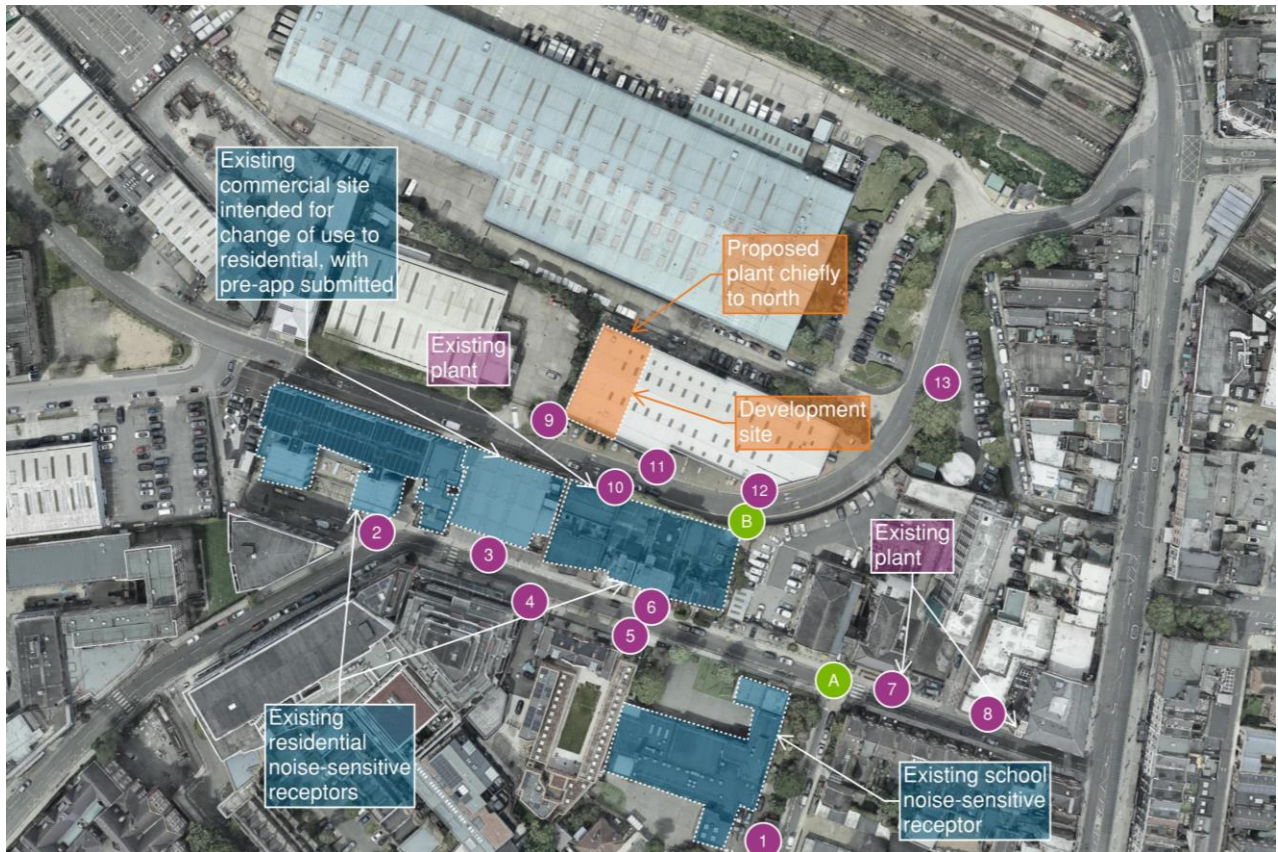 Existing
commercial site
intended for
change of use to
residential, with
pre-app submitted
Proposed
plant chiefly
to north
Existing
plant
Development
site
13
9
11
10
12
B
2
3
Existing
plant
4
6
5
A
7
8
Existing
residential
noise-sensitive
receptors
Existing school
noise-sensitive
receptor
1